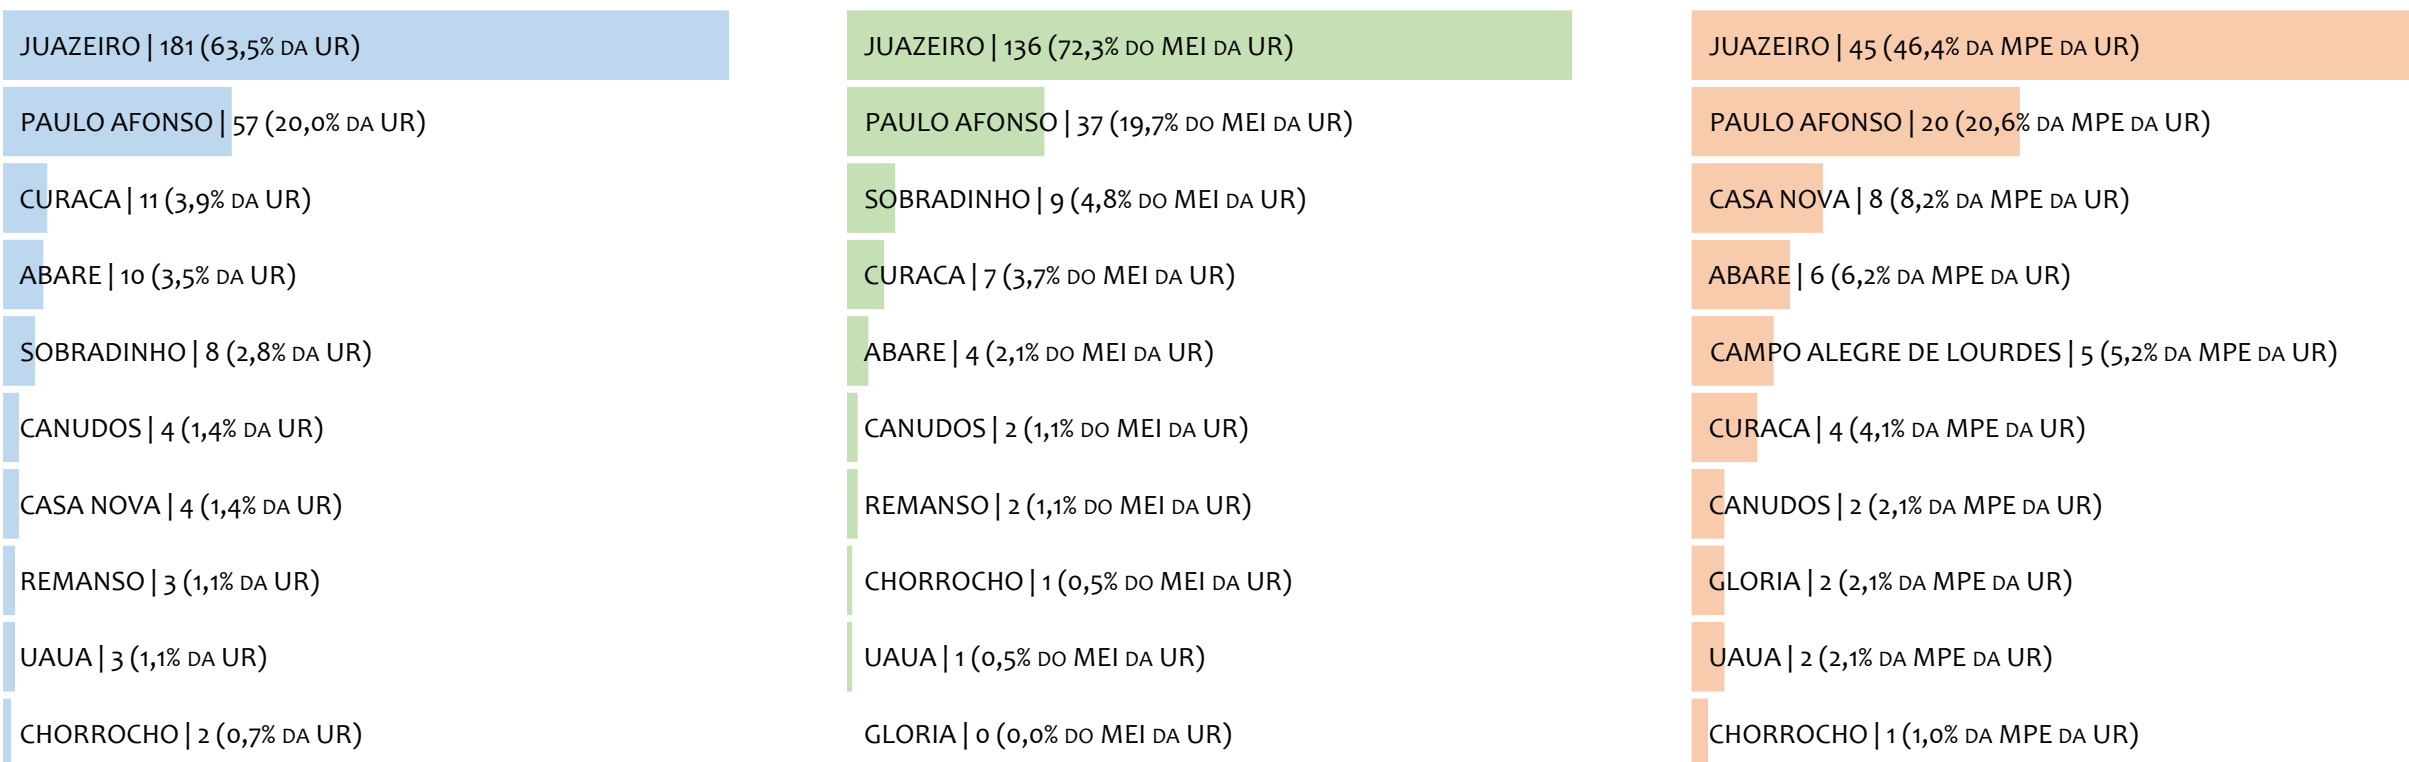 JUAZEIRO | 181 (63,5% DA UR)
PAULO AFONSO | 57 (20,0% DA UR)
CURACA | 11 (3,9% DA UR)
ABARE | 10 (3,5% DA UR)
SOBRADINHO | 8 (2,8% DA UR)
CANUDOS | 4 (1,4% DA UR)
CASA NOVA | 4 (1,4% DA UR)
REMANSO | 3 (1,1% DA UR)
UAUA | 3 (1,1% DA UR)
CHORROCHO | 2 (0,7% DA UR)
JUAZEIRO | 136 (72,3% DO MEI DA UR)
PAULO AFONSO | 37 (19,7% DO MEI DA UR)
SOBRADINHO | 9 (4,8% DO MEI DA UR)
CURACA | 7 (3,7% DO MEI DA UR)
ABARE | 4 (2,1% DO MEI DA UR)
CANUDOS | 2 (1,1% DO MEI DA UR)
REMANSO | 2 (1,1% DO MEI DA UR)
CHORROCHO | 1 (0,5% DO MEI DA UR)
UAUA | 1 (0,5% DO MEI DA UR)
GLORIA | 0 (0,0% DO MEI DA UR)
JUAZEIRO | 45 (46,4% DA MPE DA UR)
PAULO AFONSO | 20 (20,6% DA MPE DA UR)
CASA NOVA | 8 (8,2% DA MPE DA UR)
ABARE | 6 (6,2% DA MPE DA UR)
CAMPO ALEGRE DE LOURDES | 5 (5,2% DA MPE DA UR)
CURACA | 4 (4,1% DA MPE DA UR)
CANUDOS | 2 (2,1% DA MPE DA UR)
GLORIA | 2 (2,1% DA MPE DA UR)
UAUA | 2 (2,1% DA MPE DA UR)
CHORROCHO | 1 (1,0% DA MPE DA UR)